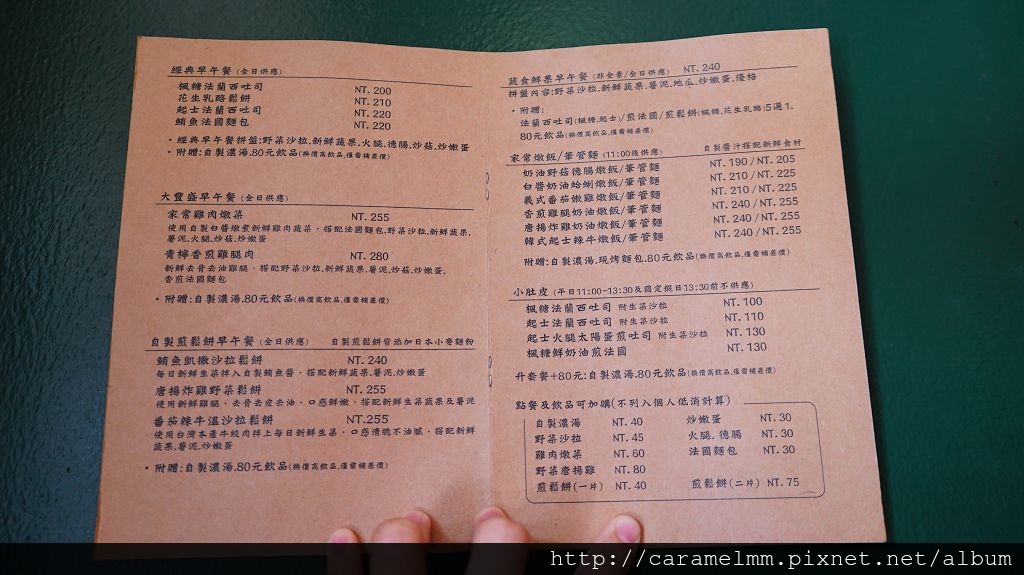 經典早午餐 (全日供應)
楓糖法蘭西吐司 NT. 200
花生乳酪鬆餅 NT. 210
起士法蘭西吐司 NT. 220
鮪魚法國麵包 NT. 220
・經典早午餐拼盤:野菜沙拉.新鮮蔬果.火腿.德腸.炒菇.炒嫩蛋
・附贈:自製濃湯.80元飲品(換價高飲品,僅需補差價)
大豐盛早午餐 (全日供應)
家常雞肉燉菜 NT. 255
使用自製白醬燉煮新鮮雞肉蔬菜,搭配法國麵包,野菜沙拉,新鮮蔬果,
薯泥.火腿.炒菇.炒嫩蛋
青檸香煎雞腿肉 NT. 280
新鮮去骨去油雞腿,搭配野菜沙拉,新鮮蔬果,薯泥,炒菇,炒嫩蛋,
香煎法國麵包
・附贈:自製濃湯.80元飲品(換價高飲品,僅需補差價)
自製煎鬆餅早午餐 (全日供應) 自製煎鬆餅皆添加日本小麥麵粉
鮪魚凱撒沙拉鬆餅 NT. 240
每日新鮮生菜拌入自製鮪魚醬,搭配新鮮蔬果.薯泥.炒嫩蛋
唐揚炸雞野菜鬆餅 NT. 255
使用新鮮雞腿,去骨去皮去油,口感鮮嫩,搭配新鮮生菜蔬果及薯泥
番茄辣牛溫沙拉鬆餅 NT.255
使用台灣本產牛絞肉拌上每日新鮮生菜,口感清脆不油膩,搭配新鮮
蔬果.薯泥.炒嫩蛋
・附贈:自製濃湯.80元飲品(換價高飲品,僅需補差價)
蔬食鮮果早午餐 (非全素/全日供應) NT. 240
拼盤內容:野菜沙拉.新鮮蔬果.薯泥.地瓜.炒嫩蛋.優格
・附贈:
法蘭西吐司(楓糖.起士)/煎法國/煎鬆餅(楓糖.花生乳酪)5選1.
80元飲品(換價高飲品,僅需補差價)
家常燉飯/筆管麵 (11:00後供應) 自製醬汁搭配新鮮食材
奶油野菇德腸燉飯/筆管麵 NT. 190 / NT. 205
白醬奶油蛤蜊燉飯/筆管麵 NT. 210 / NT. 225
義式番茄嫩雞燉飯/筆管麵 NT. 210 / NT. 225
香煎雞腿奶油燉飯/筆管麵 NT. 240 / NT. 255
唐揚炸雞奶油燉飯/筆管麵 NT. 240 / NT. 255
韓式起士辣牛燉飯/筆管麵 NT. 240 / NT. 255
附贈:自製濃湯.現烤麵包.80元飲品(換價高飲品,僅需補差價)
小肚皮 (平日11:00-13:30及國定假日13:30前不供應)
楓糖法蘭西吐司 附生菜沙拉 NT. 100
起士法蘭西吐司 附生菜沙拉 NT. 110
起士火腿太陽蛋煎吐司 附生菜沙拉 NT. 130
楓糖鮮奶油煎法國 NT. 130
升套餐+80元:自製濃湯.80元飲品(換價高飲品,僅需補差價)
點餐及飲品可加購(不列入個人低消計算)
自製濃湯 NT. 40 炒嫩蛋 NT. 30
野菜沙拉 NT. 45 火腿.德腸 NT. 30
雞肉燉菜 NT. 60 法國麵包 NT. 30
野菜唐揚雞 NT. 80
煎鬆餅(一片) NT. 40 煎鬆餅(二片) NT. 75
http://caramelmm.pixnet.net/album